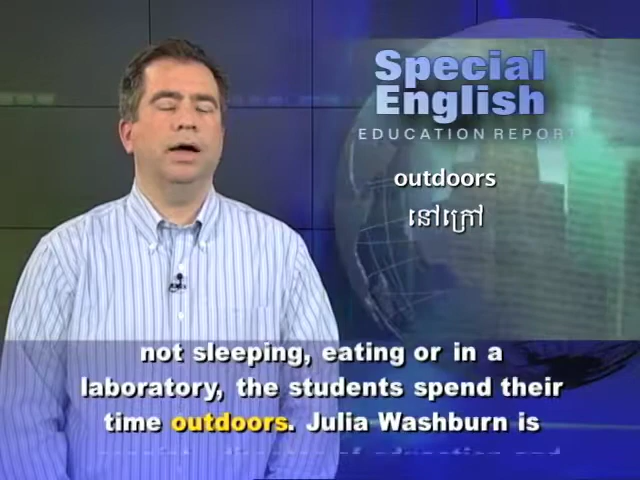 Special
English
EDUCATION REPORT
outdoors
នៅក្រៅ
not sleeping, eating or in a
laboratory, the students spend their
time outdoors. Julia Washburn is